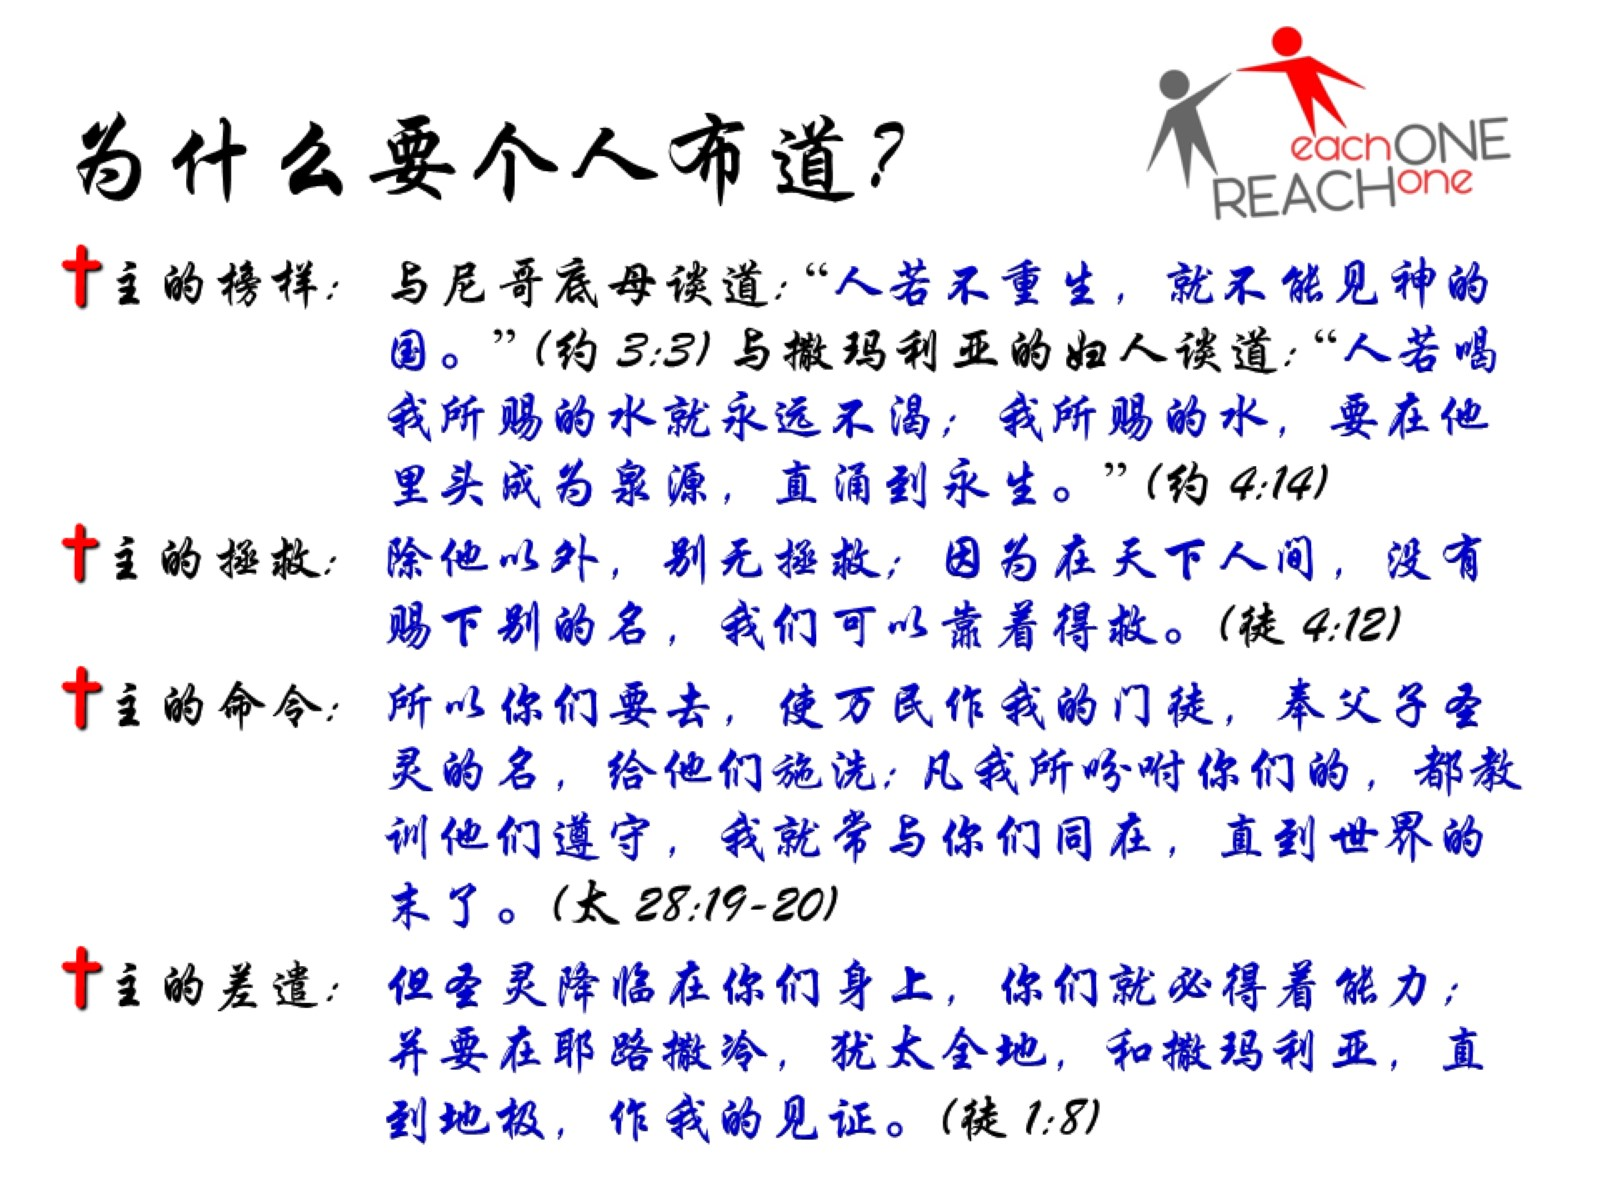 each ONE
REACH one
为什么要个人布道?
主的榜样: 与尼哥底母谈道:“人若不重生，就不能见神的
国。”(约 3:3) 与撒玛利亚的妇人谈道:“人若喝
我所赐的水就永远不渴; 我所赐的水，要在他
里头成为泉源，直涌到永生。”(约 4:14)
主的拯救: 除他以外，别无拯救; 因为在天下人间，没有
赐下别的名，我们可以靠着得救。(徒 4:12)
主的命令: 所以你们要去，使万民作我的门徒，奉父子圣
灵的名，给他们施洗; 凡我所吩咐你们的，都教
训他们遵守，我就常与你们同在，直到世界的
末了。(太 28:19-20)
主的差遣: 但圣灵降临在你们身上，你们就必得着能力;
并要在耶路撒冷，犹太全地，和撒玛利亚，直
到地极，作我的见证。(徒 1:8)